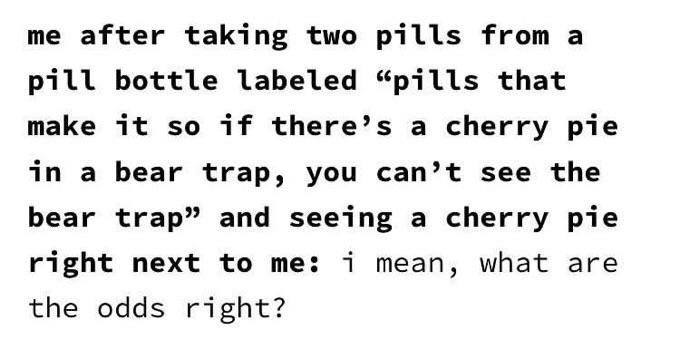 me after taking two pills from a
pill bottle labeled “pills that
make it so if there’s a cherry pie
in a bear trap, you can’t see the
bear trap” and seeing a cherry pie
right next to me: i mean, what are
the odds right?